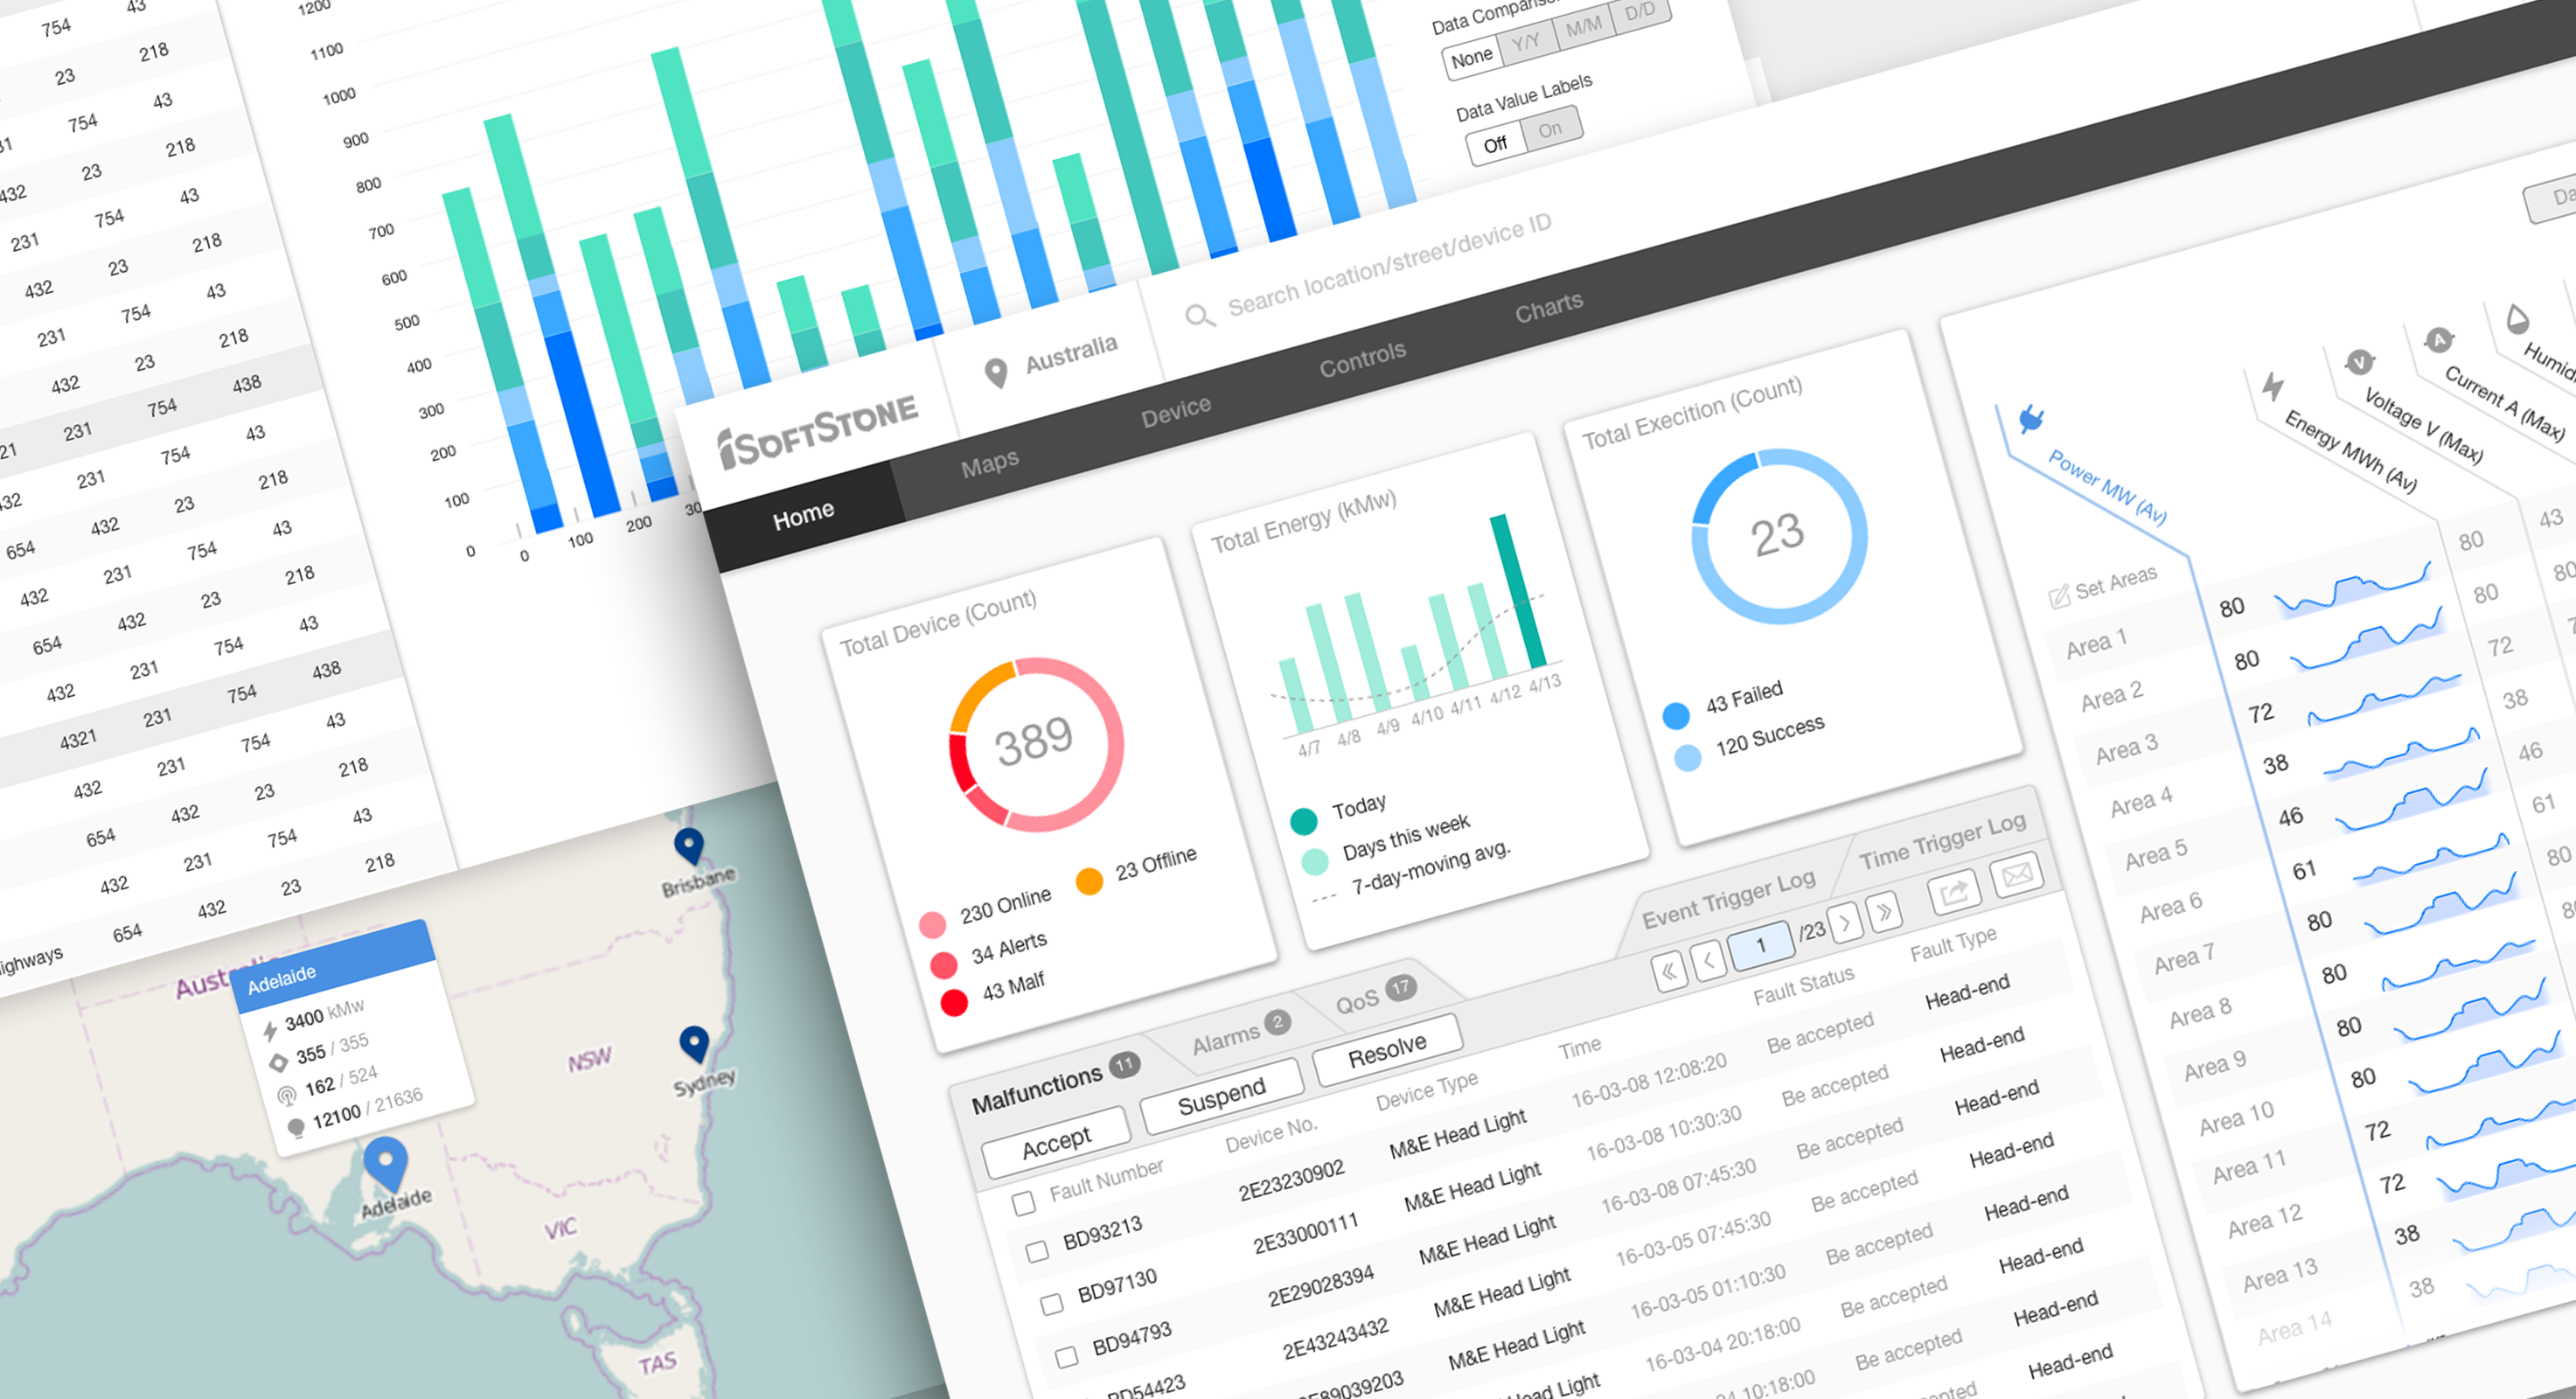 754 43
23 218
31 754 43
432 23 218
231 754 43
432 23 218
231 754 43
432 23 218
21 231 754 438
432 231 754 43
654 432 23 218
432 231 754 43
654 432 23 218
432 231 754 43
4321 231 754 438
432 231 754 43
654 432 23 218
432 231 754 43
ighways 654 432 23 218
1200
1100
1000
900
800
700
600
500
400
300
200
100
0
0 100 200 30
None Y/Y M/M D/D
Data Value Labels
Off On
iSoftStone
Australia
Search location/street/device ID
Home Maps Device Controls Charts
Total Device (Count)
389
230 Online 23 Offline
34 Alerts
43 Malf
Total Energy (kMw)
4/7 4/8 4/9 4/10 4/11 4/12 4/13
Today
Days this week
7-day-moving avg.
Total Execition (Count)
23
43 Failed
120 Success
Malfunctions 11 Alarms 2 QoS 17 Event Trigger Log Time Trigger Log
Accept Suspend Resolve 1 /23
Fault Number Device No. Device Type Time Fault Status Fault Type
BD93213 2E23230902 M&E Head Light 16-03-08 12:08:20 Be accepted Head-end
BD97130 2E33000111 M&E Head Light 16-03-08 10:30:30 Be accepted Head-end
BD94793 2E29028394 M&E Head Light 16-03-08 07:45:30 Be accepted Head-end
BD54423 2E43243432 M&E Head Light 16-03-05 07:45:30 Be accepted Head-end
M&E Head Light 16-03-05 01:10:30 Be accepted Head-end
Head Light 16-03-04 20:18:00 Be accepted Head-end
10:18:00 Be accepted Head-end
Head-end
Power MW (Av)
Energy MWh (Av)
Voltage V (Max)
Current A (Max)
Set Areas
Area 1 80 80 43
Area 2 80 80 80
Area 3 72 72
Area 4 38 38
Area 5 46 46
Area 6 61 61
Area 7 80 80
Area 8 80
Area 9 80
Area 10 80
Area 11 72
Area 12 72
Area 13 38
Area 14 38
Adelaide
3400 kMw
355 / 355
162 / 524
12100 / 21636
Brisbane
NSW
Sydney
Adelaide
VIC
TAS